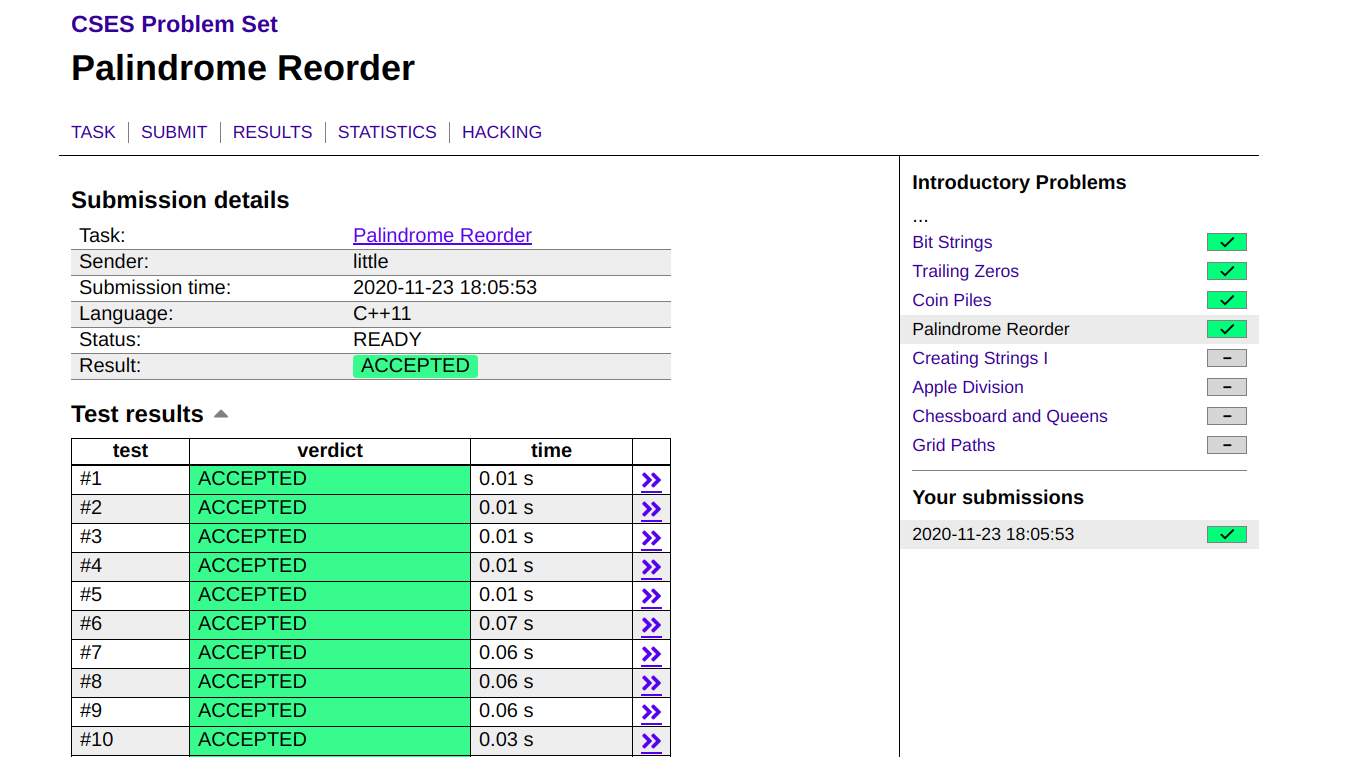 CSES Problem Set
Palindrome Reorder
TASK SUBMIT RESULTS STATISTICS HACKING
Submission details
Task: Palindrome Reorder
Sender: little
Submission time: 2020-11-23 18:05:53
Language: C++11
Status: READY
Result: ACCEPTED
Test results
test verdict time
#1 ACCEPTED 0.01 s
#2 ACCEPTED 0.01 s
#3 ACCEPTED 0.01 s
#4 ACCEPTED 0.01 s
#5 ACCEPTED 0.01 s
#6 ACCEPTED 0.07 s
#7 ACCEPTED 0.06 s
#8 ACCEPTED 0.06 s
#9 ACCEPTED 0.06 s
#10 ACCEPTED 0.03 s
Introductory Problems
...
Bit Strings
Trailing Zeros
Coin Piles
Palindrome Reorder
Creating Strings I
Apple Division
Chessboard and Queens
Grid Paths
Your submissions
2020-11-23 18:05:53